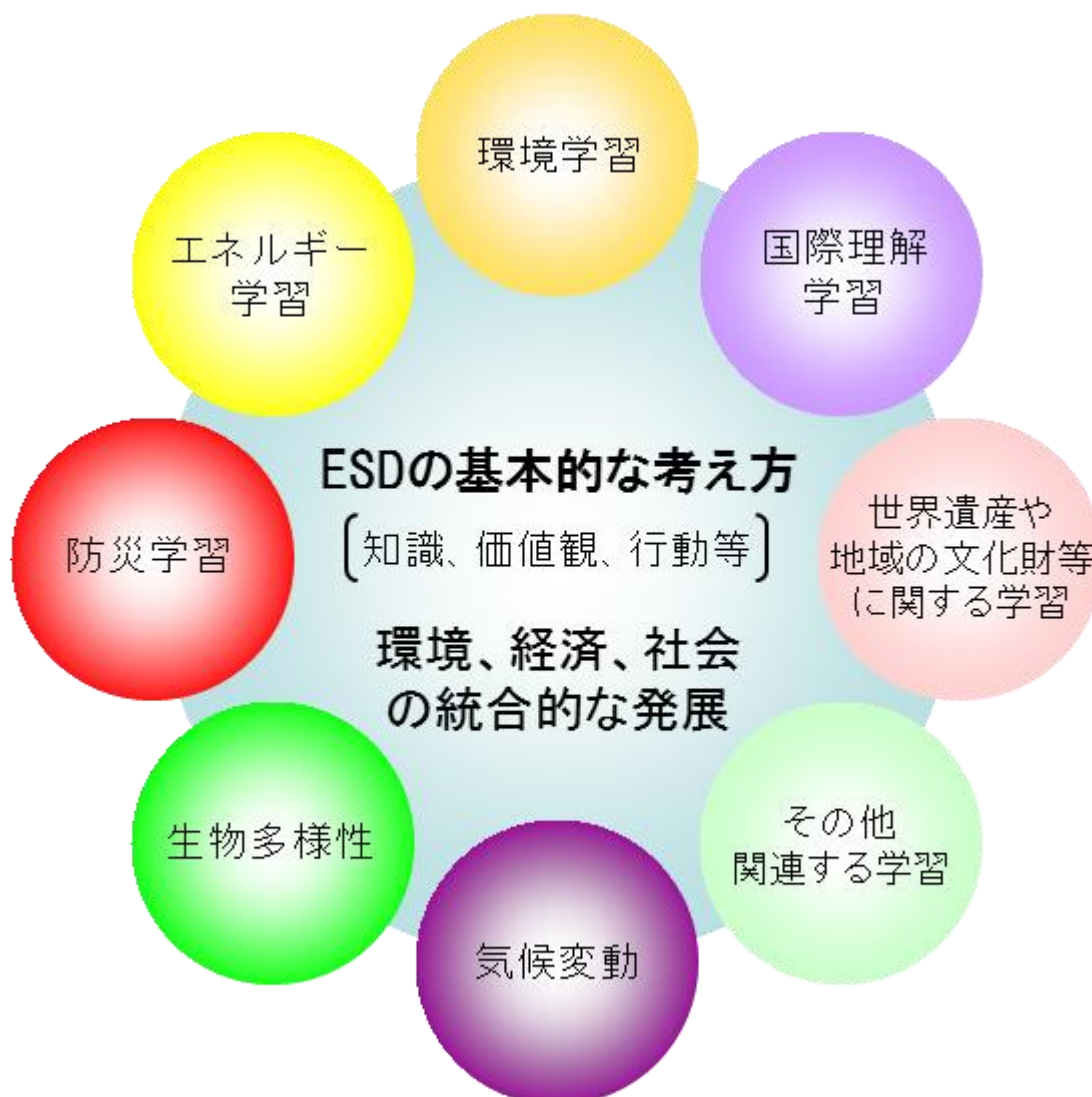 環境学習
国際理解
学習
世界遺産や
地域の文化財等
に関する学習
その他
関連する学習
気候変動
生物多様性
防災学習
エネルギー
学習
ESDの基本的な考え方
〔知識、価値観、行動等〕
環境、経済、社会
の統合的な発展